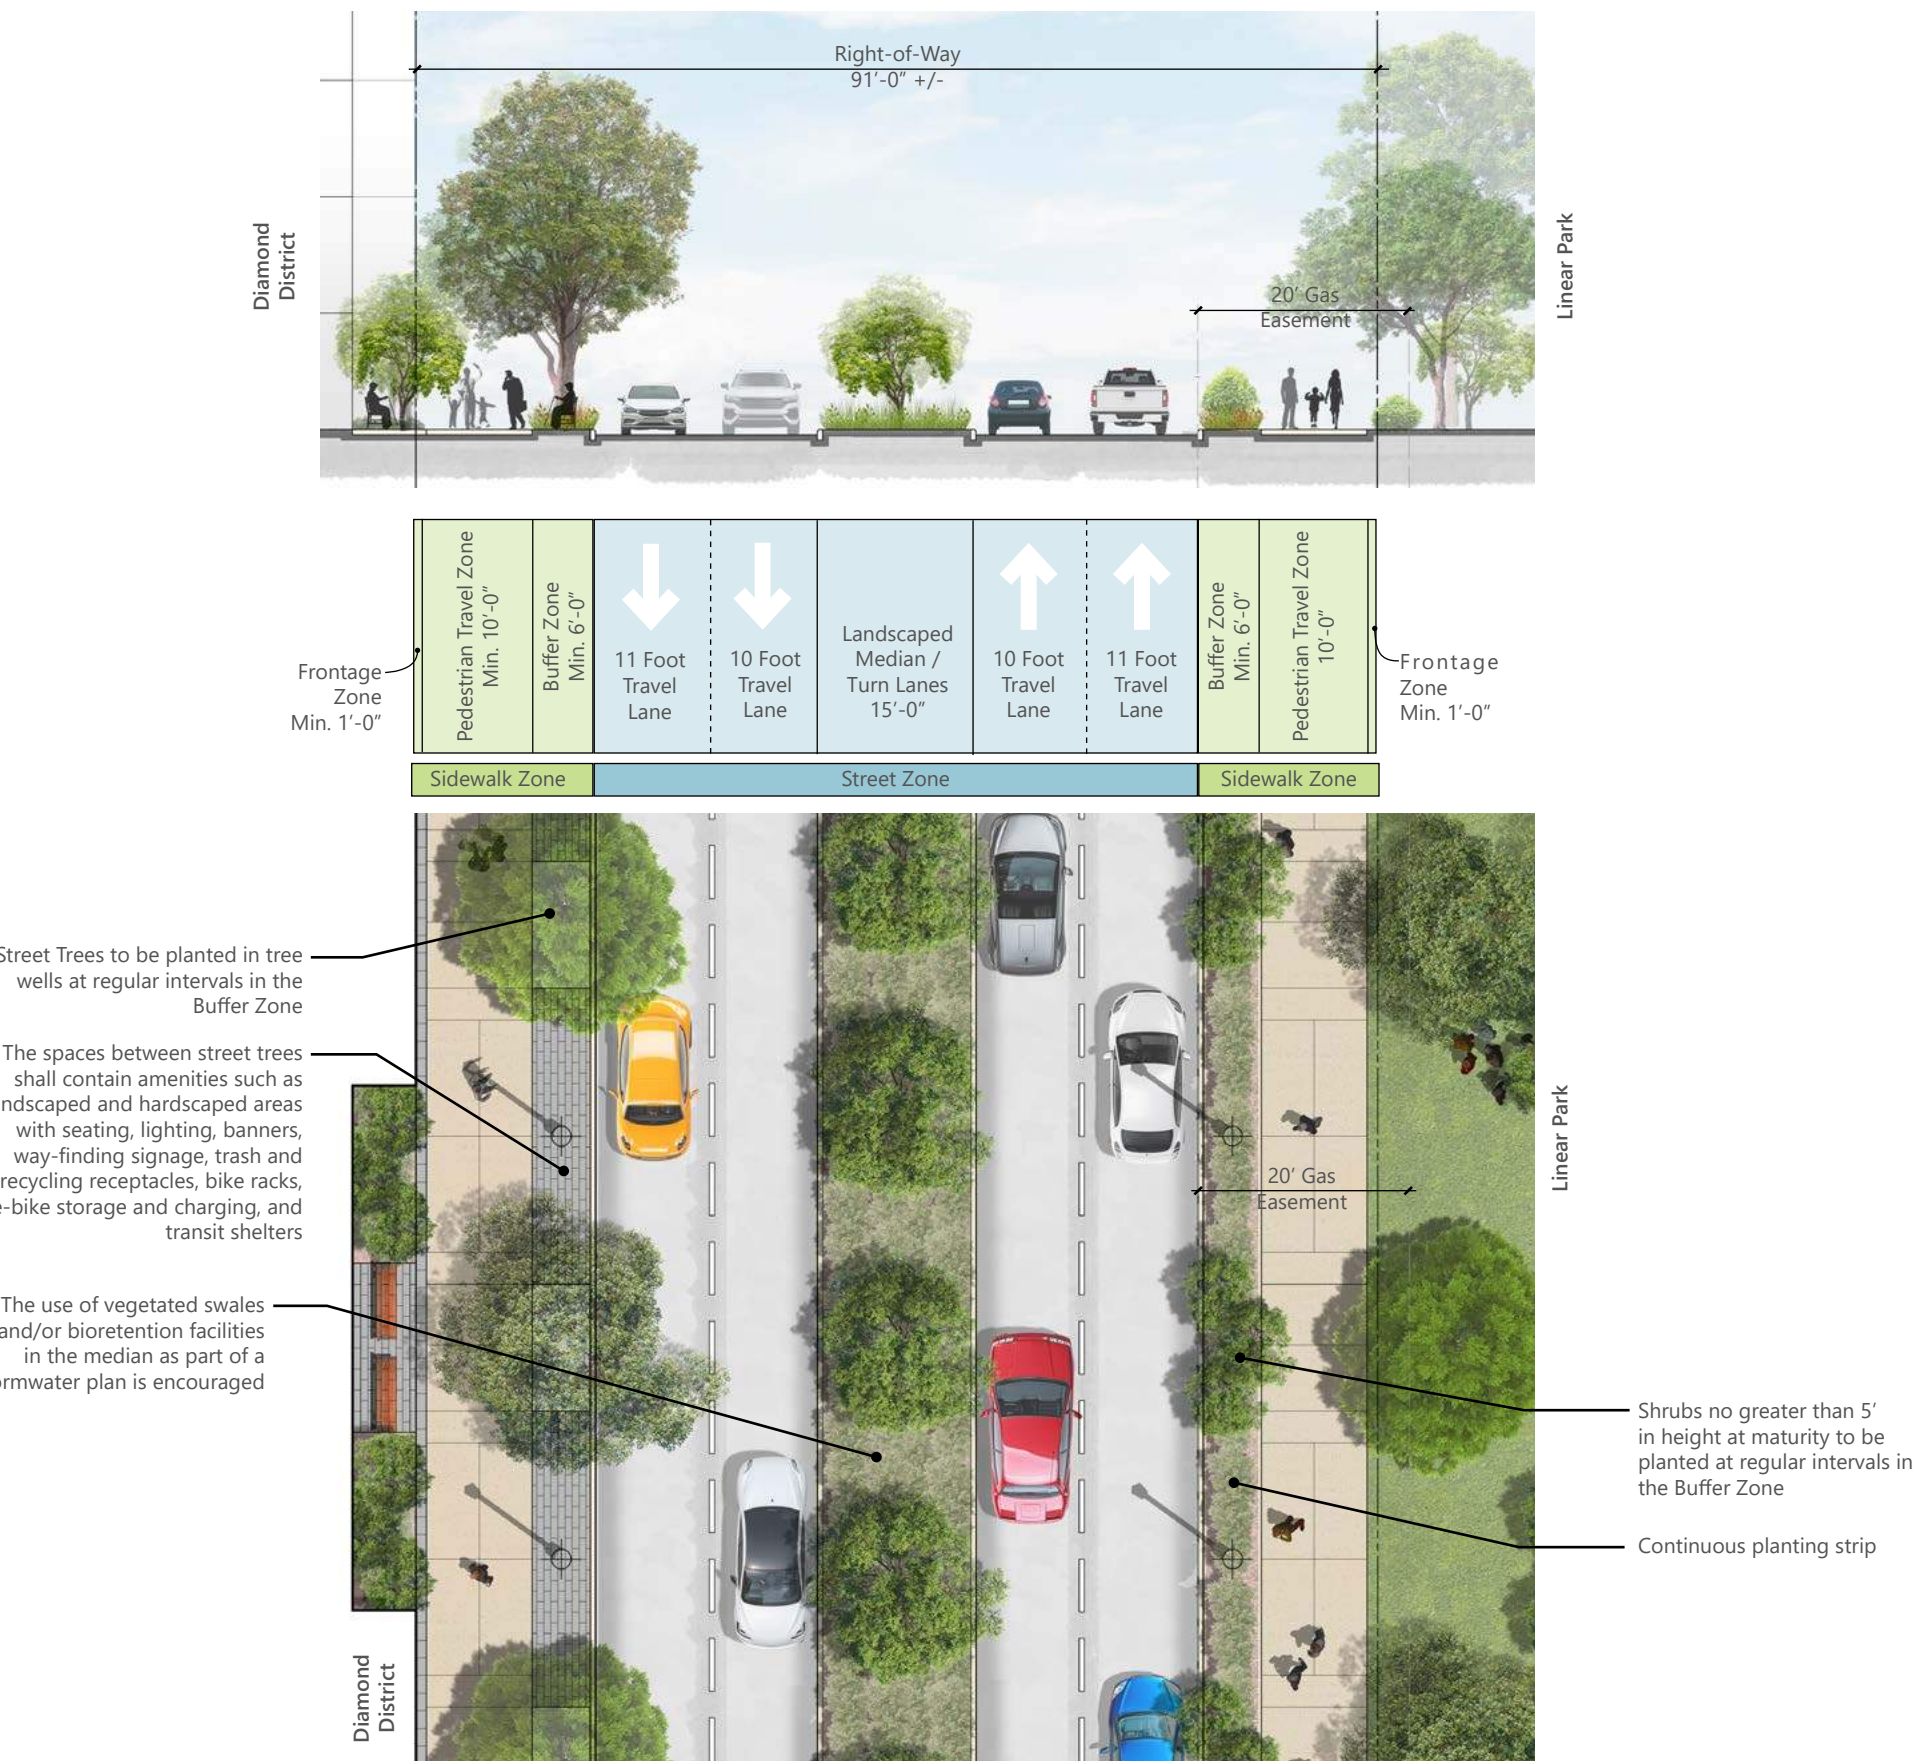 Right-of-Way
91'-0" +/-
Diamond
District
Linear Park
20' Gas
Easement
Frontage
Zone
Min. 1'-0"
Pedestrian Travel Zone
Min. 10'-0"
Buffer Zone
Min. 6'-0"
11 Foot
Travel
Lane
10 Foot
Travel
Lane
Landscaped
Median /
Turn Lanes
15'-0"
10 Foot
Travel
Lane
11 Foot
Travel
Lane
Buffer Zone
Min. 6'-0"
Pedestrian Travel Zone
10'-0"
Frontage
Zone
Min. 1'-0"
Sidewalk Zone
Street Zone
Sidewalk Zone
Street Trees to be planted in tree
wells at regular intervals in the
Buffer Zone
The spaces between street trees
shall contain amenities such as
ndscaped and hardscaped areas
with seating, lighting, banners,
way-finding signage, trash and
recycling receptacles, bike racks,
e-bike storage and charging, and
transit shelters
The use of vegetated swales
and/or bioretention facilities
in the median as part of a
ormwater plan is encouraged
20' Gas
Easement
Linear Park
Shrubs no greater than 5'
in height at maturity to be
planted at regular intervals in
the Buffer Zone
Continuous planting strip
Diamond
District